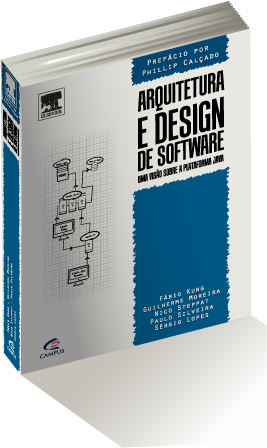 PREFÁCIO POR
PHILLIP CALÇADO
ELSEVIER
ARQUITETURA
E DESIGN
DE SOFTWARE
UMA VISÃO SOBRE A PLATAFORMA JAVA
FÁBIO KUNG
GUILHERME MOREIRA
NICO STEPPAT
PAULO SILVEIRA
SÉRGIO LOPES
CAMPUS